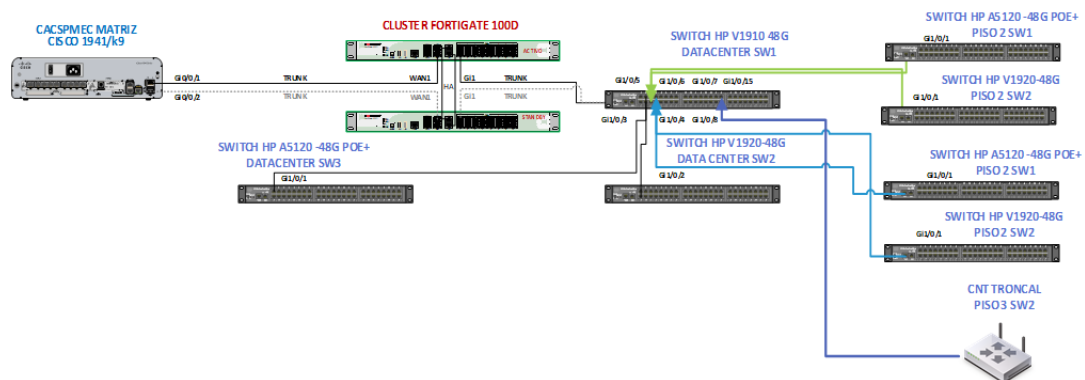 CACSPMEC MATRIZ
CISCO 1941/k9
CLUSTER FORTIGATE 100D
ACTIVO
Gi0/0/1
TRUNK
WAN1
HA
Gi1
TRUNK
Gi0/0/2
TRUNK
WAN1
Gi1
TRUNK
STANDBY
SWITCH HP V1910 48G
DATACENTER SW1
Gi1/0/5
Gi1/0/6
Gi1/0/7
Gi1/0/15
Gi1/0/3
Gi1/0/4
Gi1/0/8
SWITCH HP A5120 -48G POE+
PISO 2 SW1
Gi1/0/1
SWITCH HP V1920-48G
PISO 2 SW2
Gi1/0/1
SWITCH HP A5120 -48G POE+
DATACENTER SW3
Gi1/0/1
SWITCH HP V1920-48G
DATA CENTER SW2
Gi1/0/2
SWITCH HP A5120 -48G POE+
PISO 2 SW1
Gi1/0/1
SWITCH HP V1920-48G
PISO 2 SW2
Gi1/0/1
CNT TRONCAL
PISO3 SW2